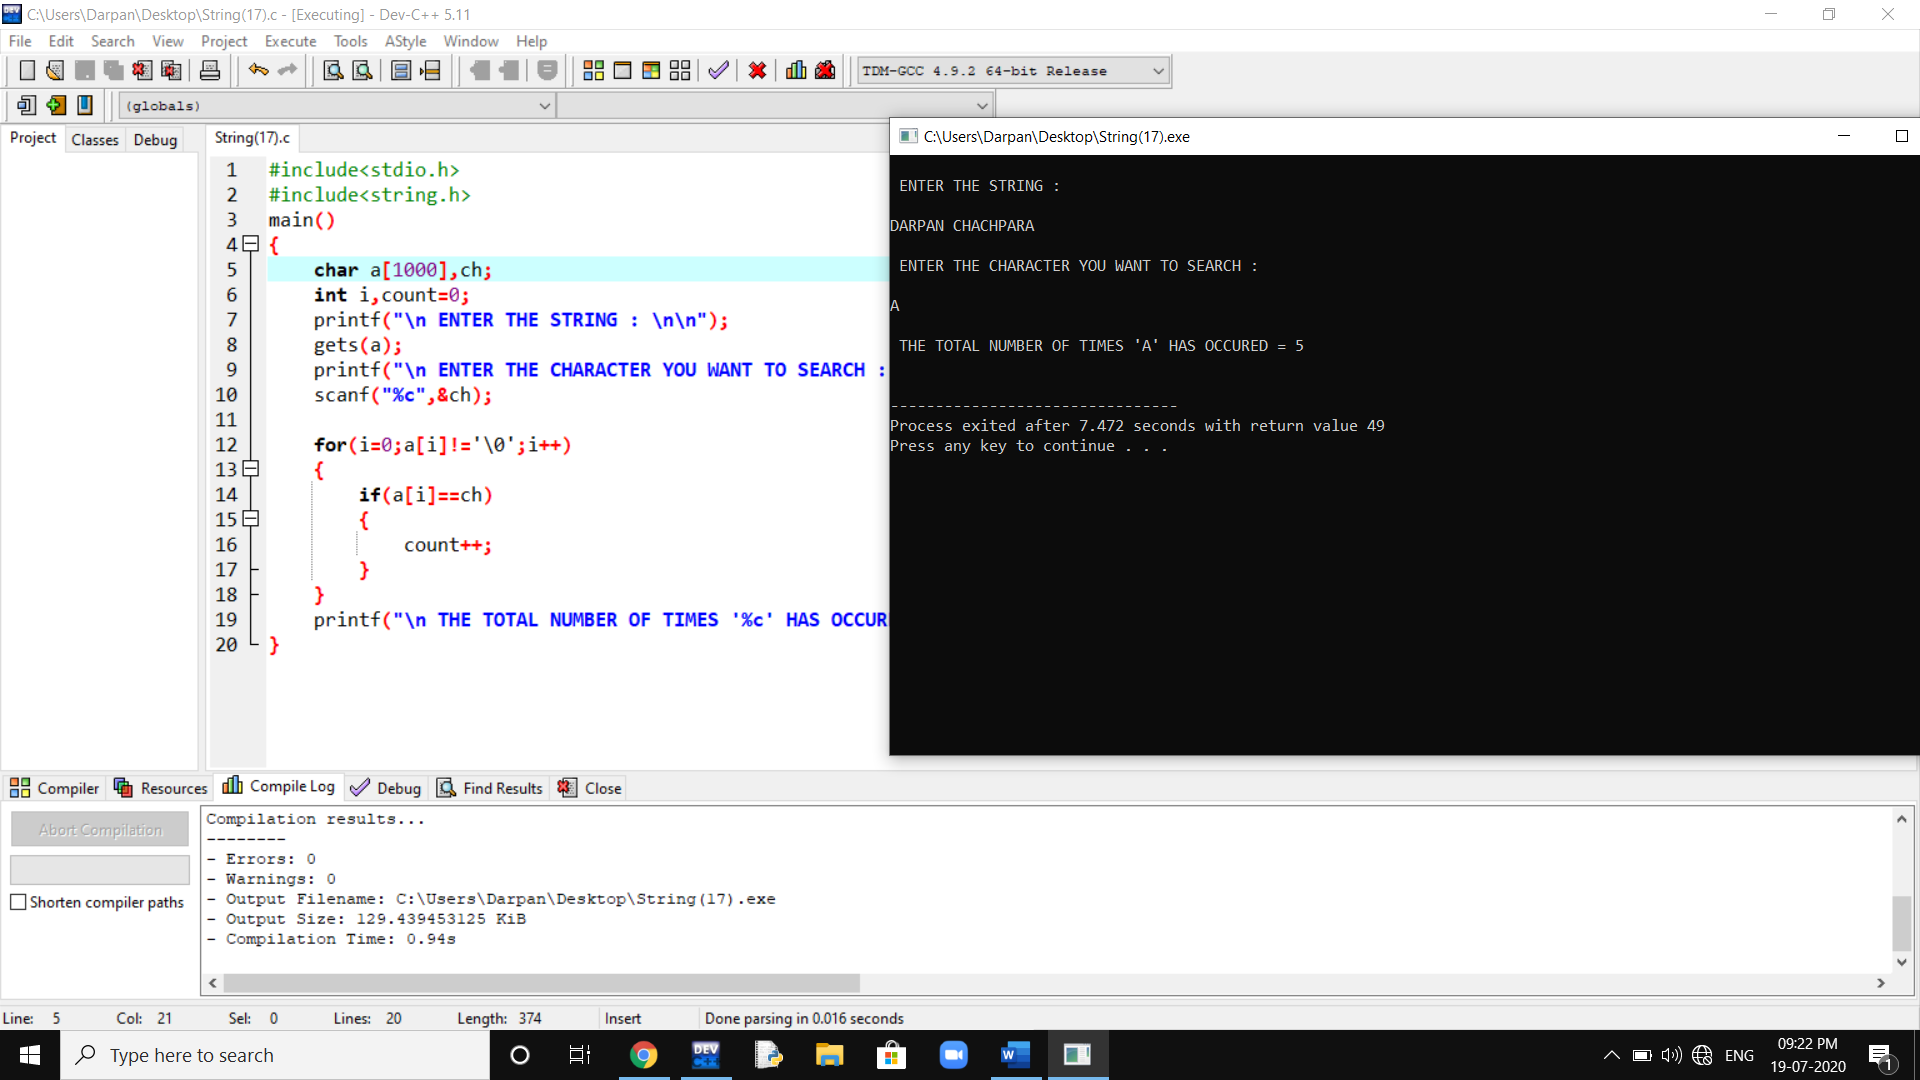 C:\Users\Darpan\Desktop\String(17).c - [Executing] - Dev-C++ 5.11
File Edit Search View Project Execute Tools AStyle Window Help
TDM-GCC 4.9.2 64-bit Release
(globals)
Project Classes Debug
String(17).c
1 #include<stdio.h>
2 #include<string.h>
3 main()
4 {
5 char a[1000],ch;
6 int i,count=0;
7 printf("\n ENTER THE STRING : \n\n");
8 gets(a);
9 printf("\n ENTER THE CHARACTER YOU WANT TO SEARCH :
10 scanf("%c",&ch);
11
12 for(i=0;a[i]!='\0';i++)
13 {
14 if(a[i]==ch)
15 {
16 count++;
17 }
18 }
19 printf("\n THE TOTAL NUMBER OF TIMES '%c' HAS OCCUR
20 }
C:\Users\Darpan\Desktop\String(17).exe
ENTER THE STRING :
DARPAN CHACHPARA
ENTER THE CHARACTER YOU WANT TO SEARCH :
A
THE TOTAL NUMBER OF TIMES 'A' HAS OCCURED = 5
--------------------------------
Process exited after 7.472 seconds with return value 49
Press any key to continue . . .
Compiler Resources Compile Log Debug Find Results Close
Abort Compilation
Shorten compiler paths
Compilation results...
--------
- Errors: 0
- Warnings: 0
- Output Filename: C:\Users\Darpan\Desktop\String(17).exe
- Output Size: 129.439453125 KiB
- Compilation Time: 0.94s
Line: 5 Col: 21 Sel: 0 Lines: 20 Length: 374 Insert Done parsing in 0.016 seconds
Type here to search
DEV C++
ENG
09:22 PM
19-07-2020
1